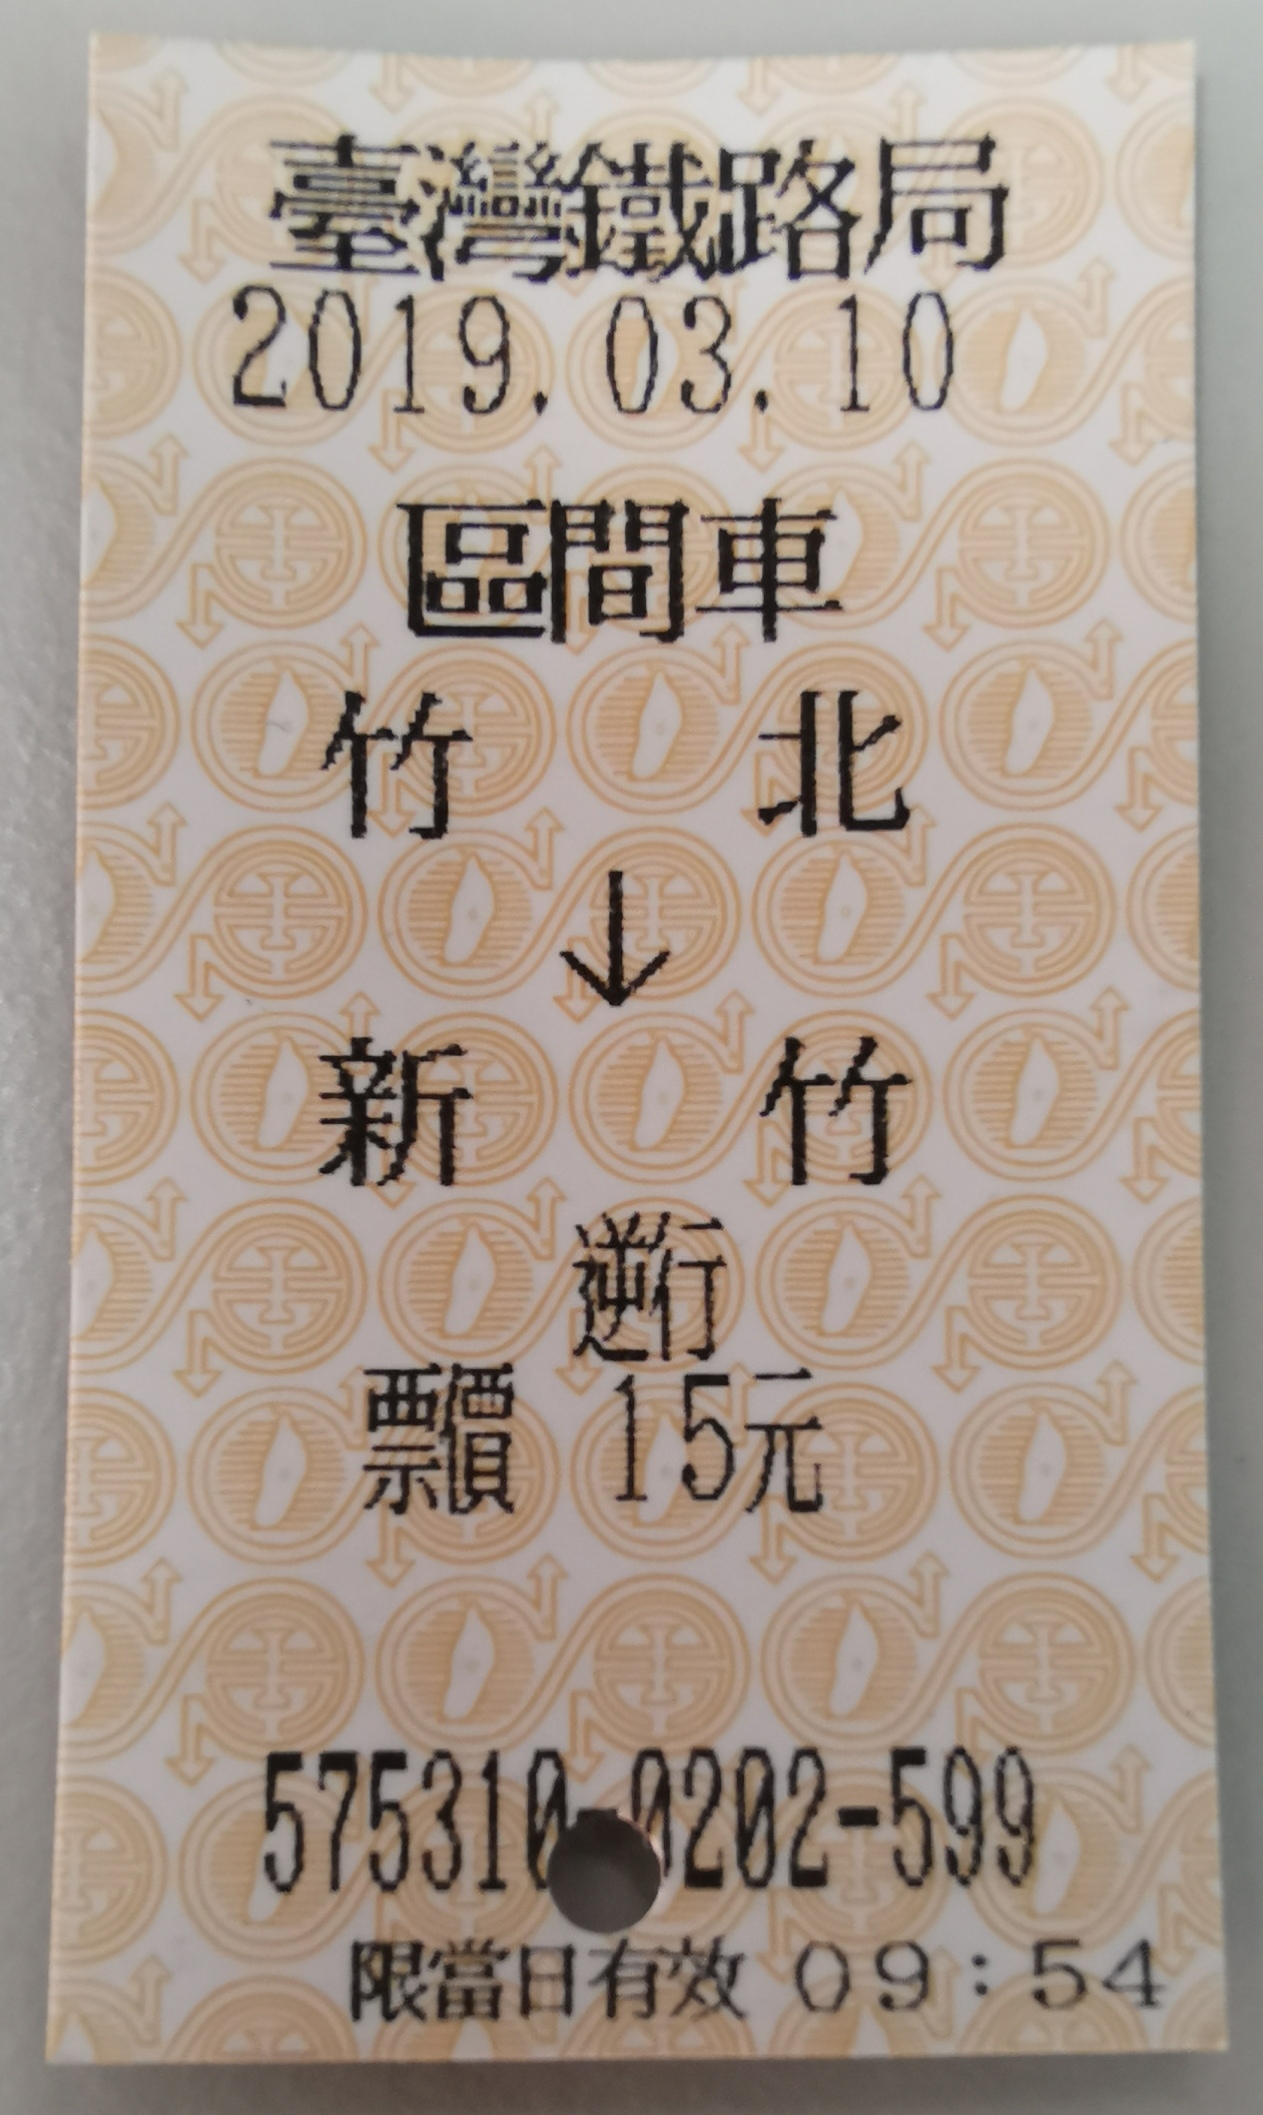 臺灣鐵路局
2019.03.10
區間車
竹 北
↓
新 竹
逆行
票價 15元
575310-0202-599
限當日有效 09:54